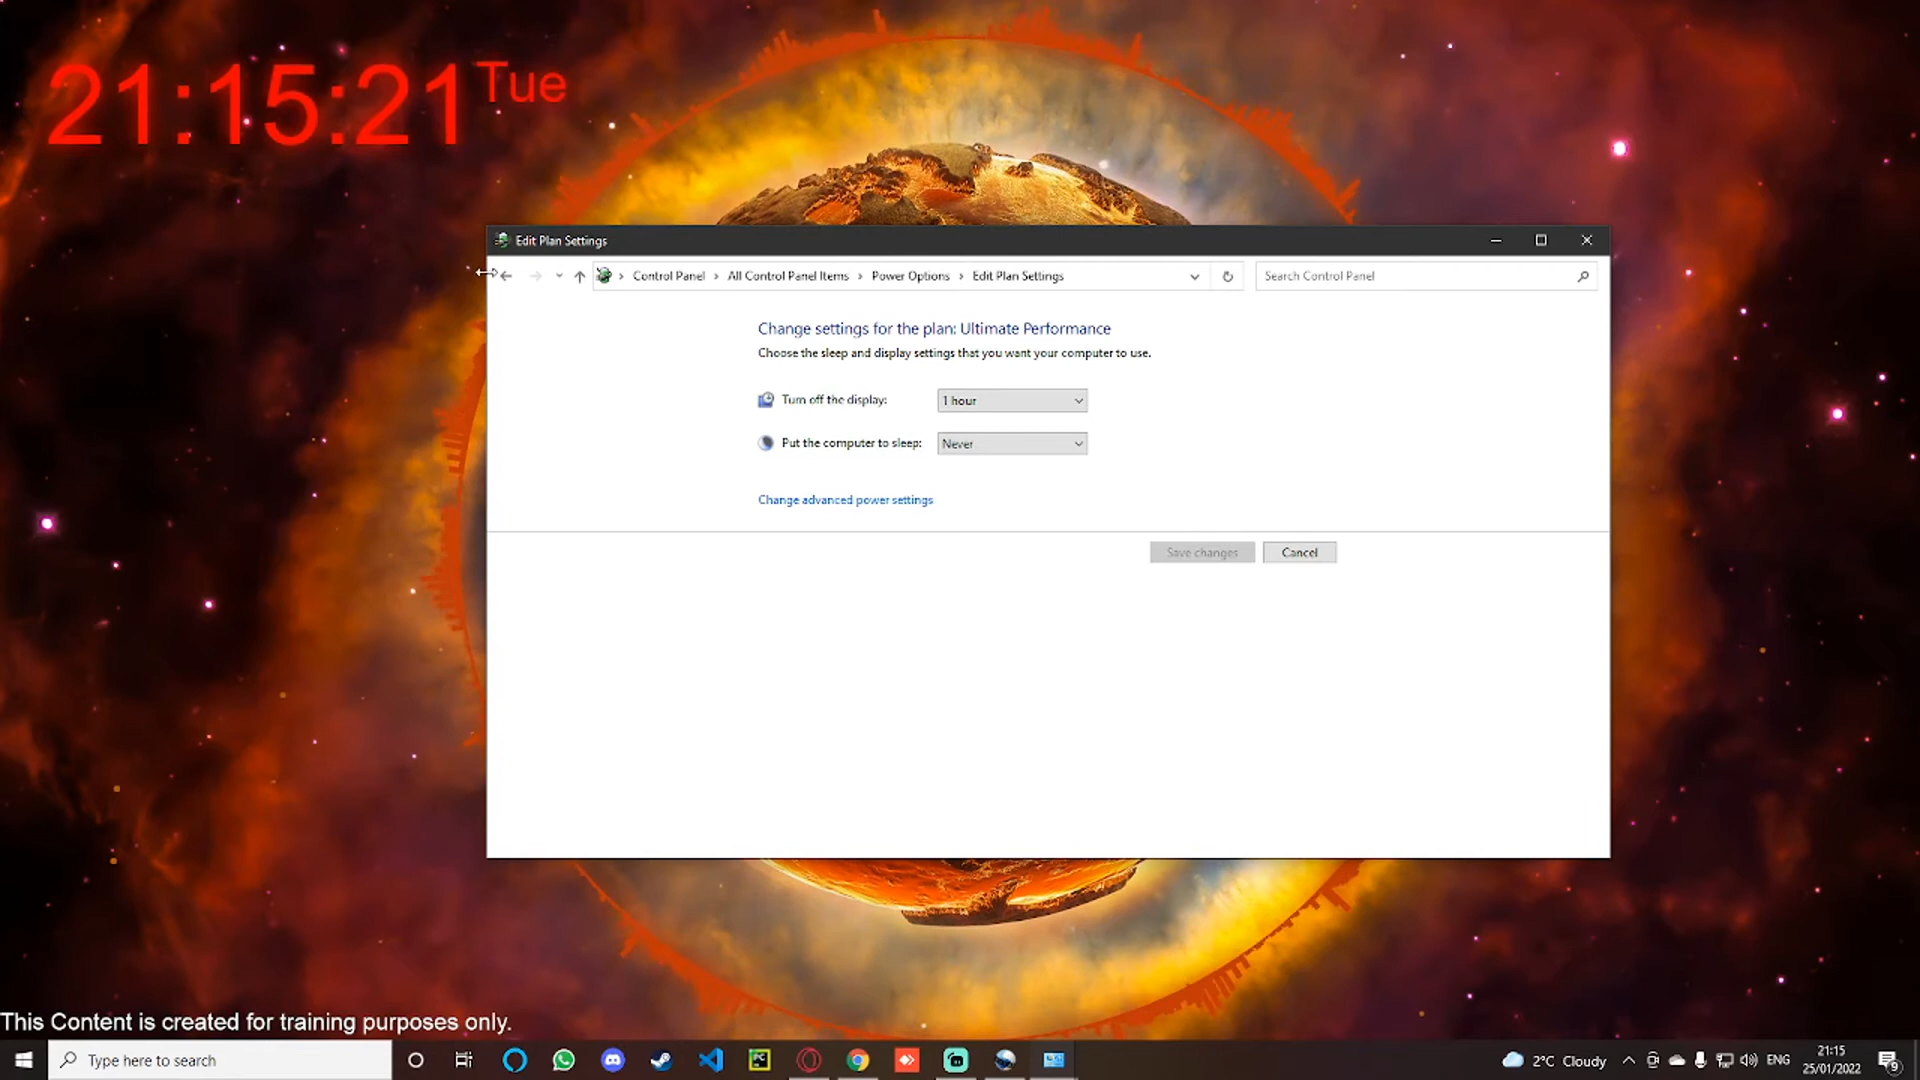 21:15:21 Tue
Edit Plan Settings
Control Panel > All Control Panel Items > Power Options > Edit Plan Settings
Search Control Panel
Change settings for the plan: Ultimate Performance
Choose the sleep and display settings that you want your computer to use.
Turn off the display: 1 hour
Put the computer to sleep: Never
Change advanced power settings
Save changes Cancel
This Content is created for training purposes only.
Type here to search
PC
2°C Cloudy
ENG
21:15
25/01/2022
9